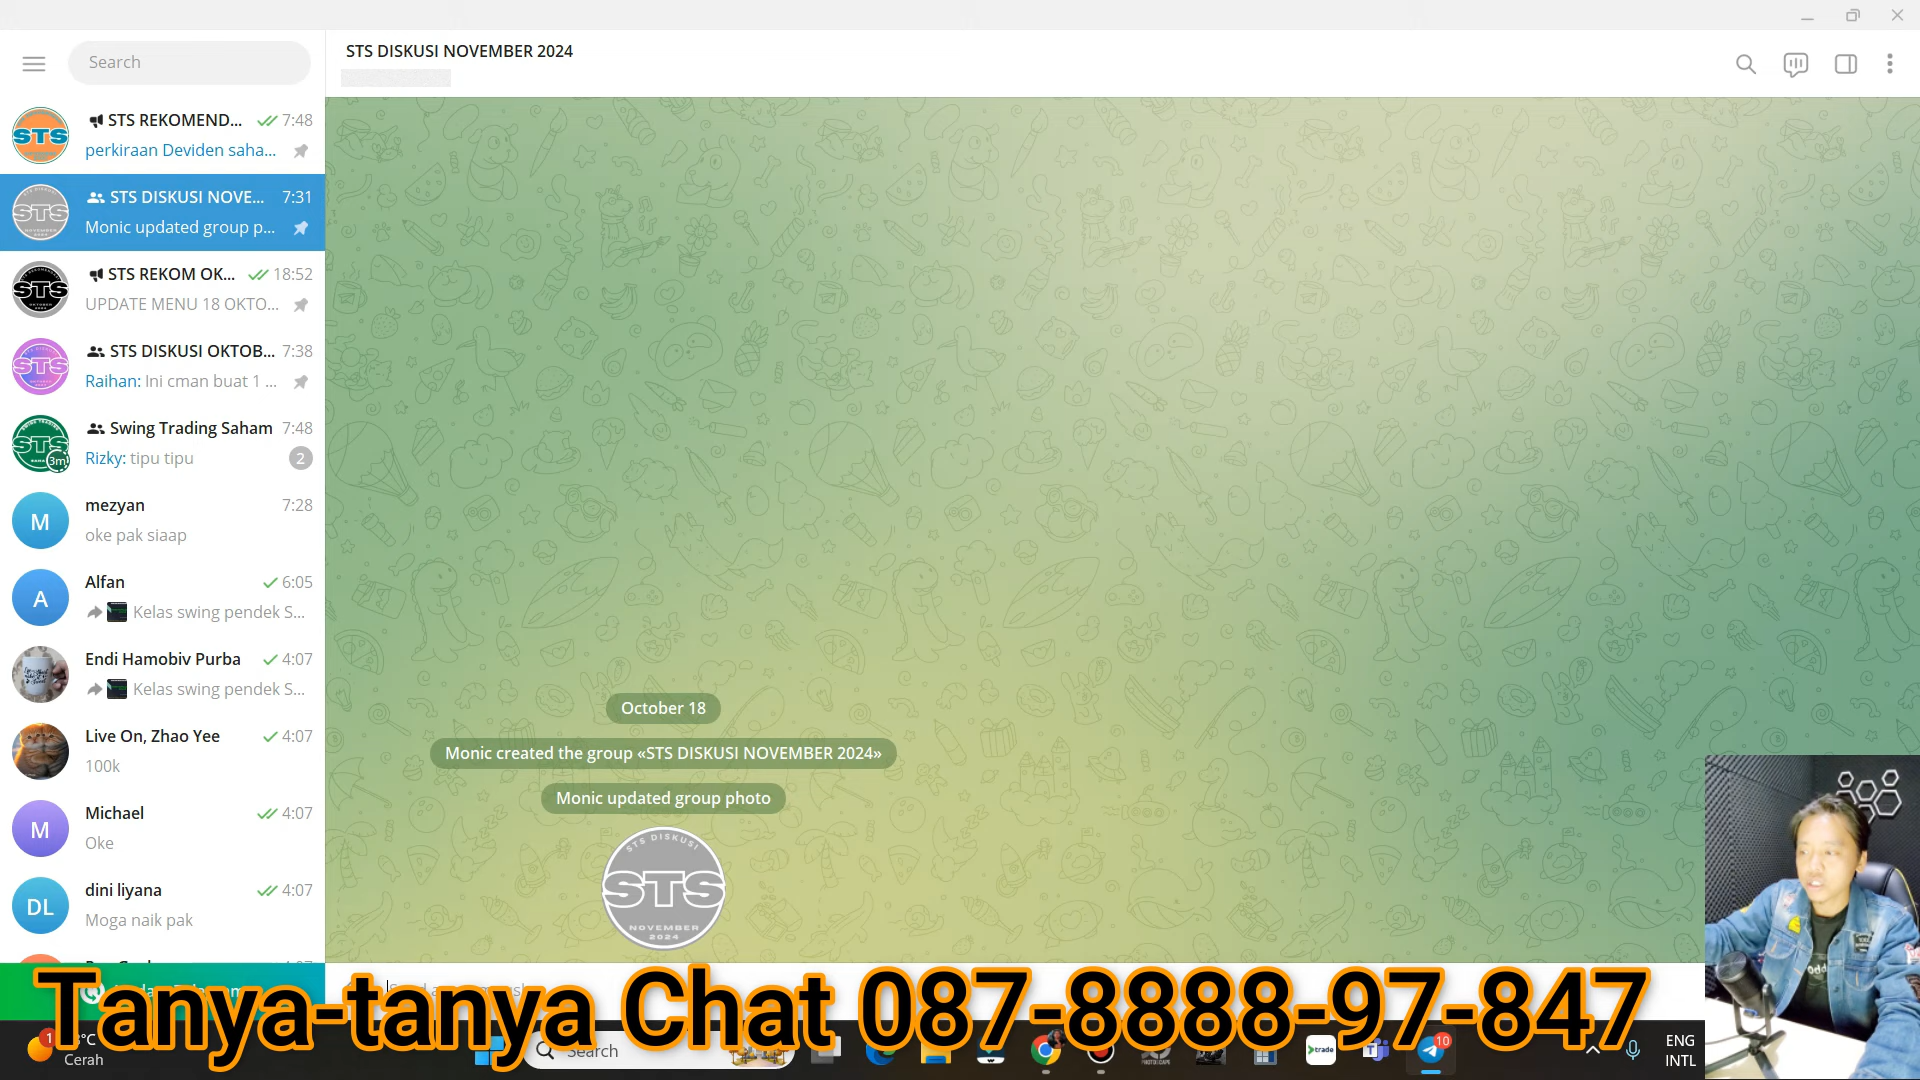 Search
STS DISKUSI NOVEMBER 2024
STS REKOMEND... 7:48
perkiraan Deviden saha...
STS DISKUSI NOVE... 7:31
Monic updated group p...
STS REKOM OK... 18:52
UPDATE MENU 18 OKTO...
STS DISKUSI OKTOB... 7:38
Raihan: Ini cman buat 1 ...
Swing Trading Saham 7:48
Rizky: tipu tipu 2
3m
mezyan 7:28
oke pak siaap
M
Alfan 6:05
Kelas swing pendek S...
A
Endi Hamobiv Purba 4:07
Kelas swing pendek S...
Live On, Zhao Yee 4:07
100k
Michael 4:07
Oke
M
dini liyana 4:07
Moga naik pak
DL
October 18
Monic created the group «STS DISKUSI NOVEMBER 2024»
Monic updated group photo
STS DISKUSI
STS
NOVEMBER
2024
Tanya-tanya Chat 087-8888-97-847
Cerah
Search
trade
10
ENG
INTL